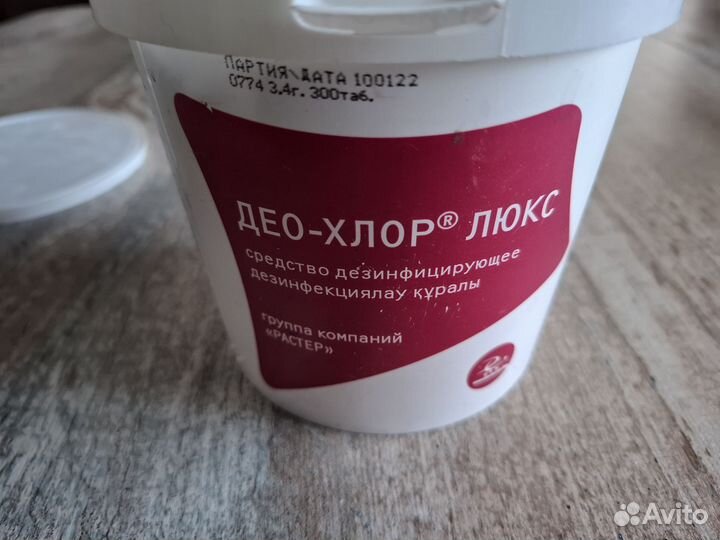 ПАРТИЯ\ДАТА 100122
0774 3.4г. 300таб.
ДЕО-ХЛОР® ЛЮКС
средство дезинфицирующее
дезинфекциялау құралы
группа компаний
«РАСТЕР»
Avito